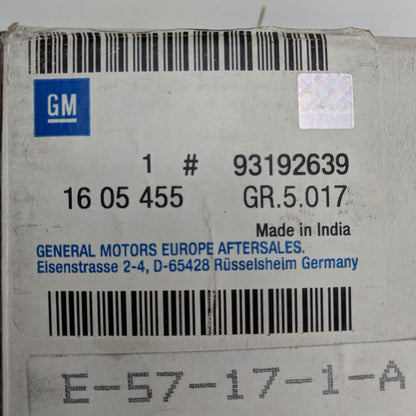 GM
1 # 93192639
16 05 455 GR.5.017
Made in India
GENERAL MOTORS EUROPE AFTERSALES.
Eisenstrasse 2-4, D-65428 Rüsselsheim Germany
E-57-17-1-A